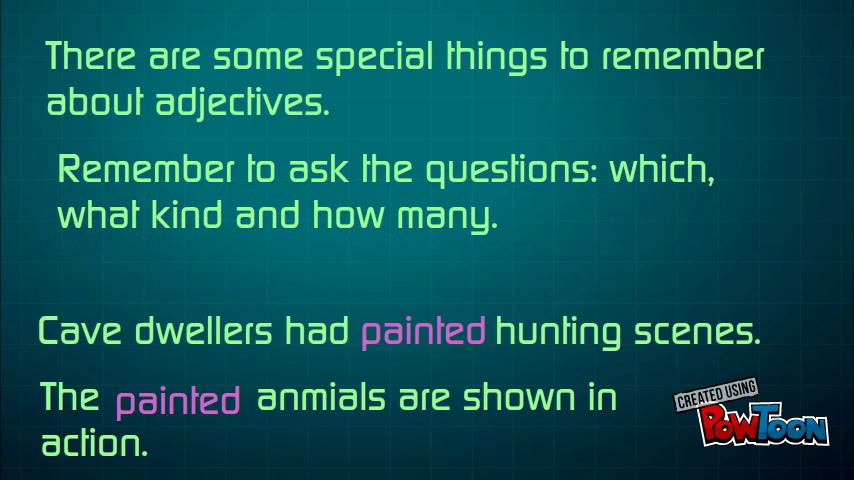 There are some special things to remember
about adjectives.
Remember to ask the questions: which,
what kind and how many.
Cave dwellers had painted hunting scenes.
The painted anmials are shown in
action.
CREATED USING
POWTOON